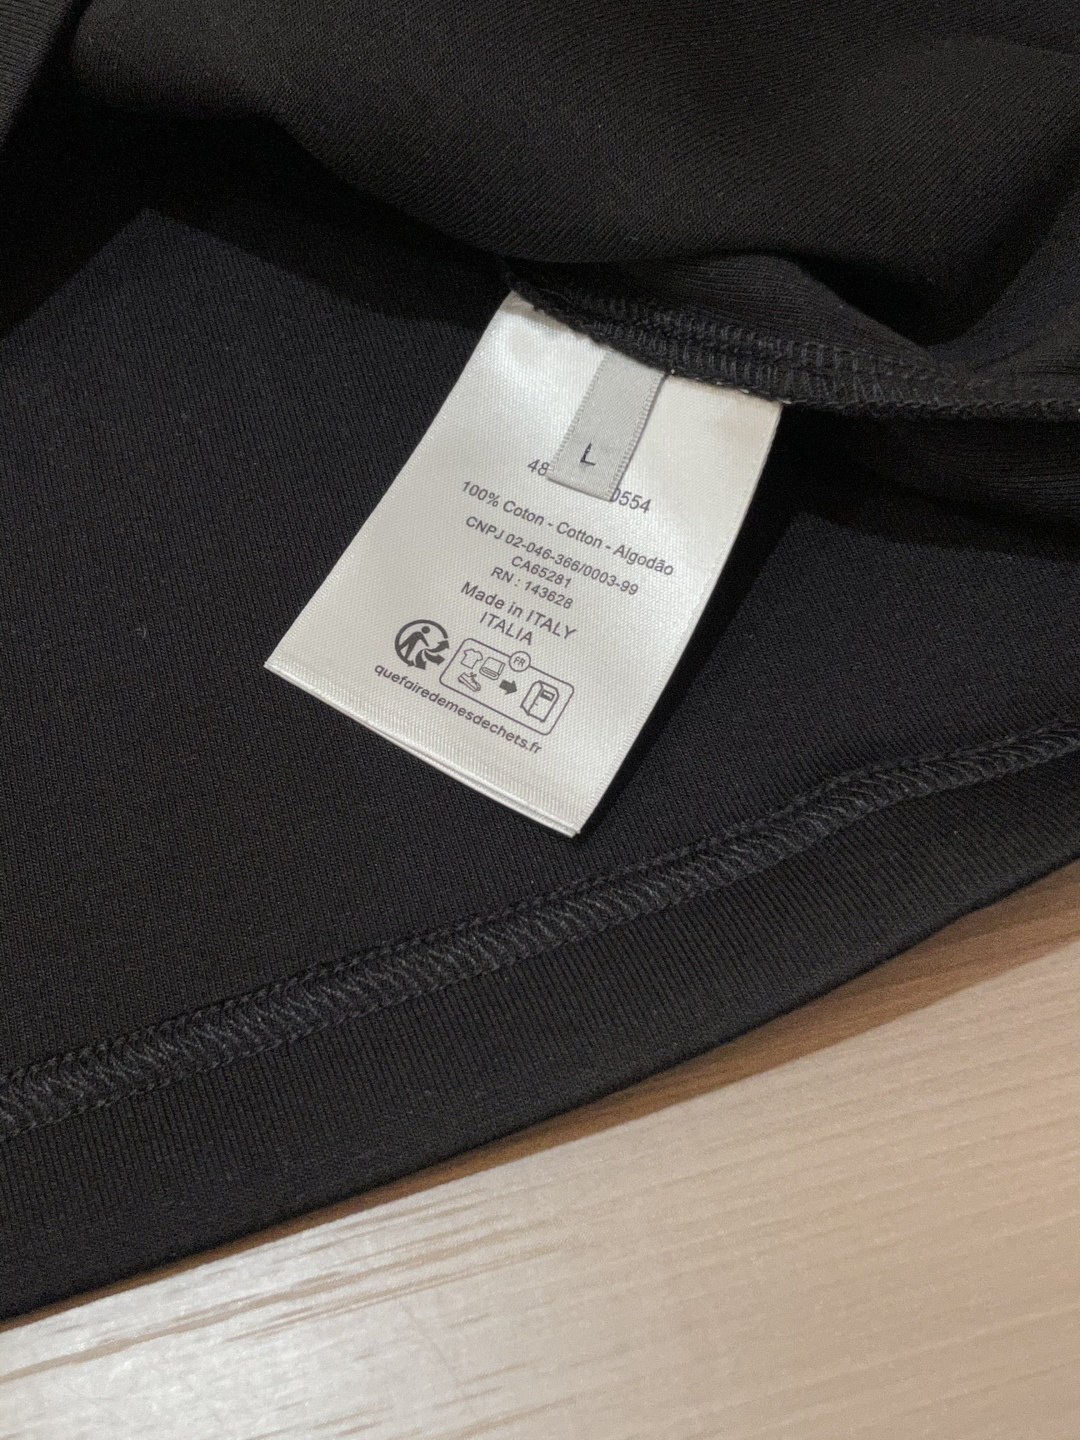 L
48 0554
100% Coton - Cotton - Algodão
CNPJ 02-046-366/0003-99
CA65281
RN : 143628
Made in ITALY
ITALIA
FR
quefairedemesdechets.fr